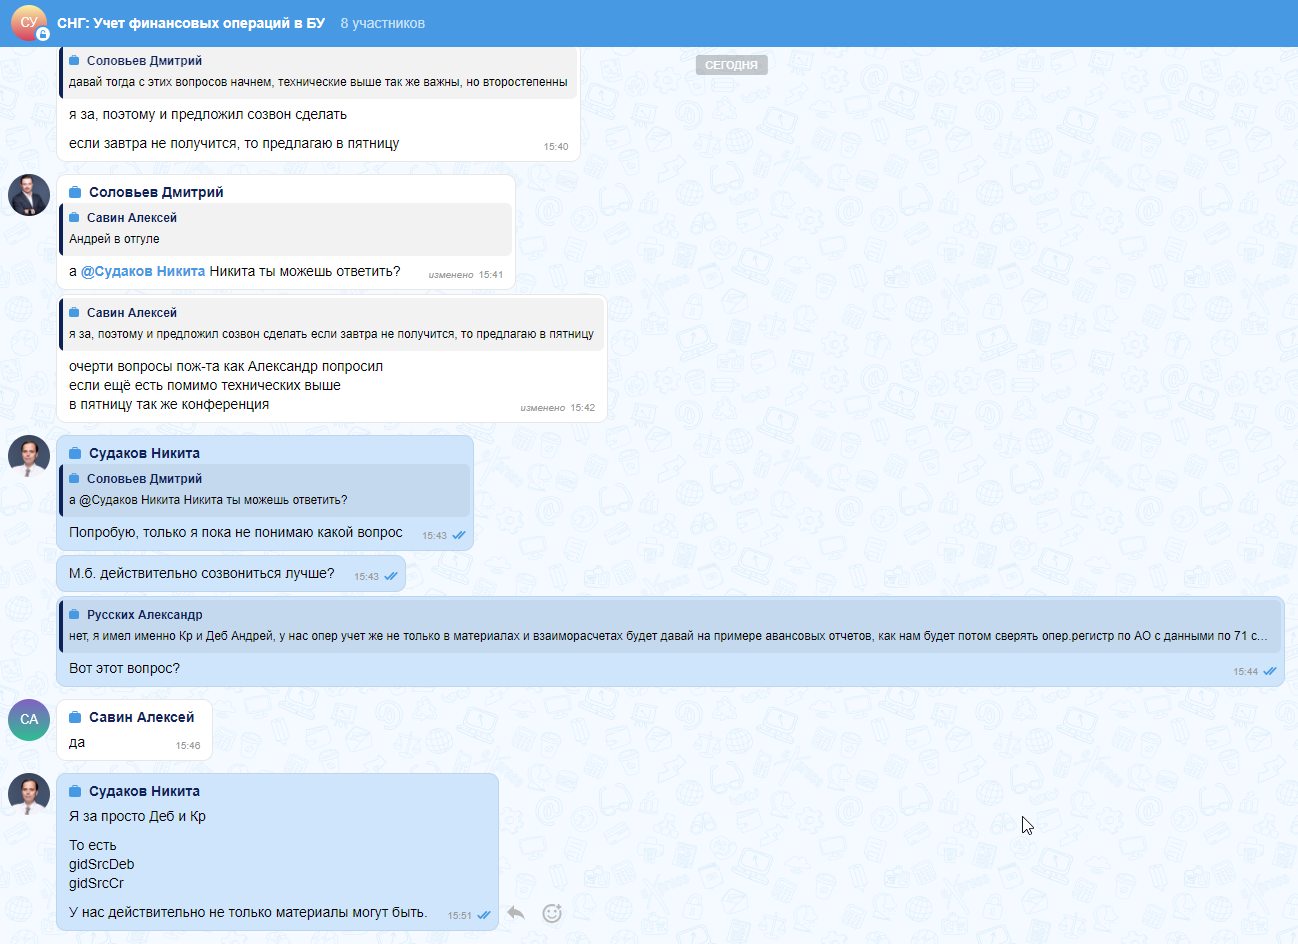 СУ
СНГ: Учет финансовых операций в БУ 8 участников
СЕГОДНЯ
Соловьев Дмитрий
давай тогда с этих вопросов начнем, технические выше так же важны, но второстепенны
я за, поэтому и предложил созвон сделать
если завтра не получится, то предлагаю в пятницу 15:40
Соловьев Дмитрий
Савин Алексей
Андрей в отгуле
а @Судаков Никита Никита ты можешь ответить? изменено 15:41
Савин Алексей
я за, поэтому и предложил созвон сделать если завтра не получится, то предлагаю в пятницу
очерти вопросы пож-та как Александр попросил
если ещё есть помимо технических выше
в пятницу так же конференция изменено 15:42
Судаков Никита
Соловьев Дмитрий
а @Судаков Никита Никита ты можешь ответить?
Попробую, только я пока не понимаю какой вопрос 15:43
М.б. действительно созвониться лучше? 15:43
Русских Александр
нет, я имел именно Кр и Деб Андрей, у нас опер учет же не только в материалах и взаиморасчетах будет давай на примере авансовых отчетов, как нам будет потом сверять опер.регистр по АО с данными по 71 с...
Вот этот вопрос? 15:44
СА
Савин Алексей
да 15:46
Судаков Никита
Я за просто Деб и Кр
То есть
gidSrcDeb
gidSrcCr
У нас действительно не только материалы могут быть. 15:51